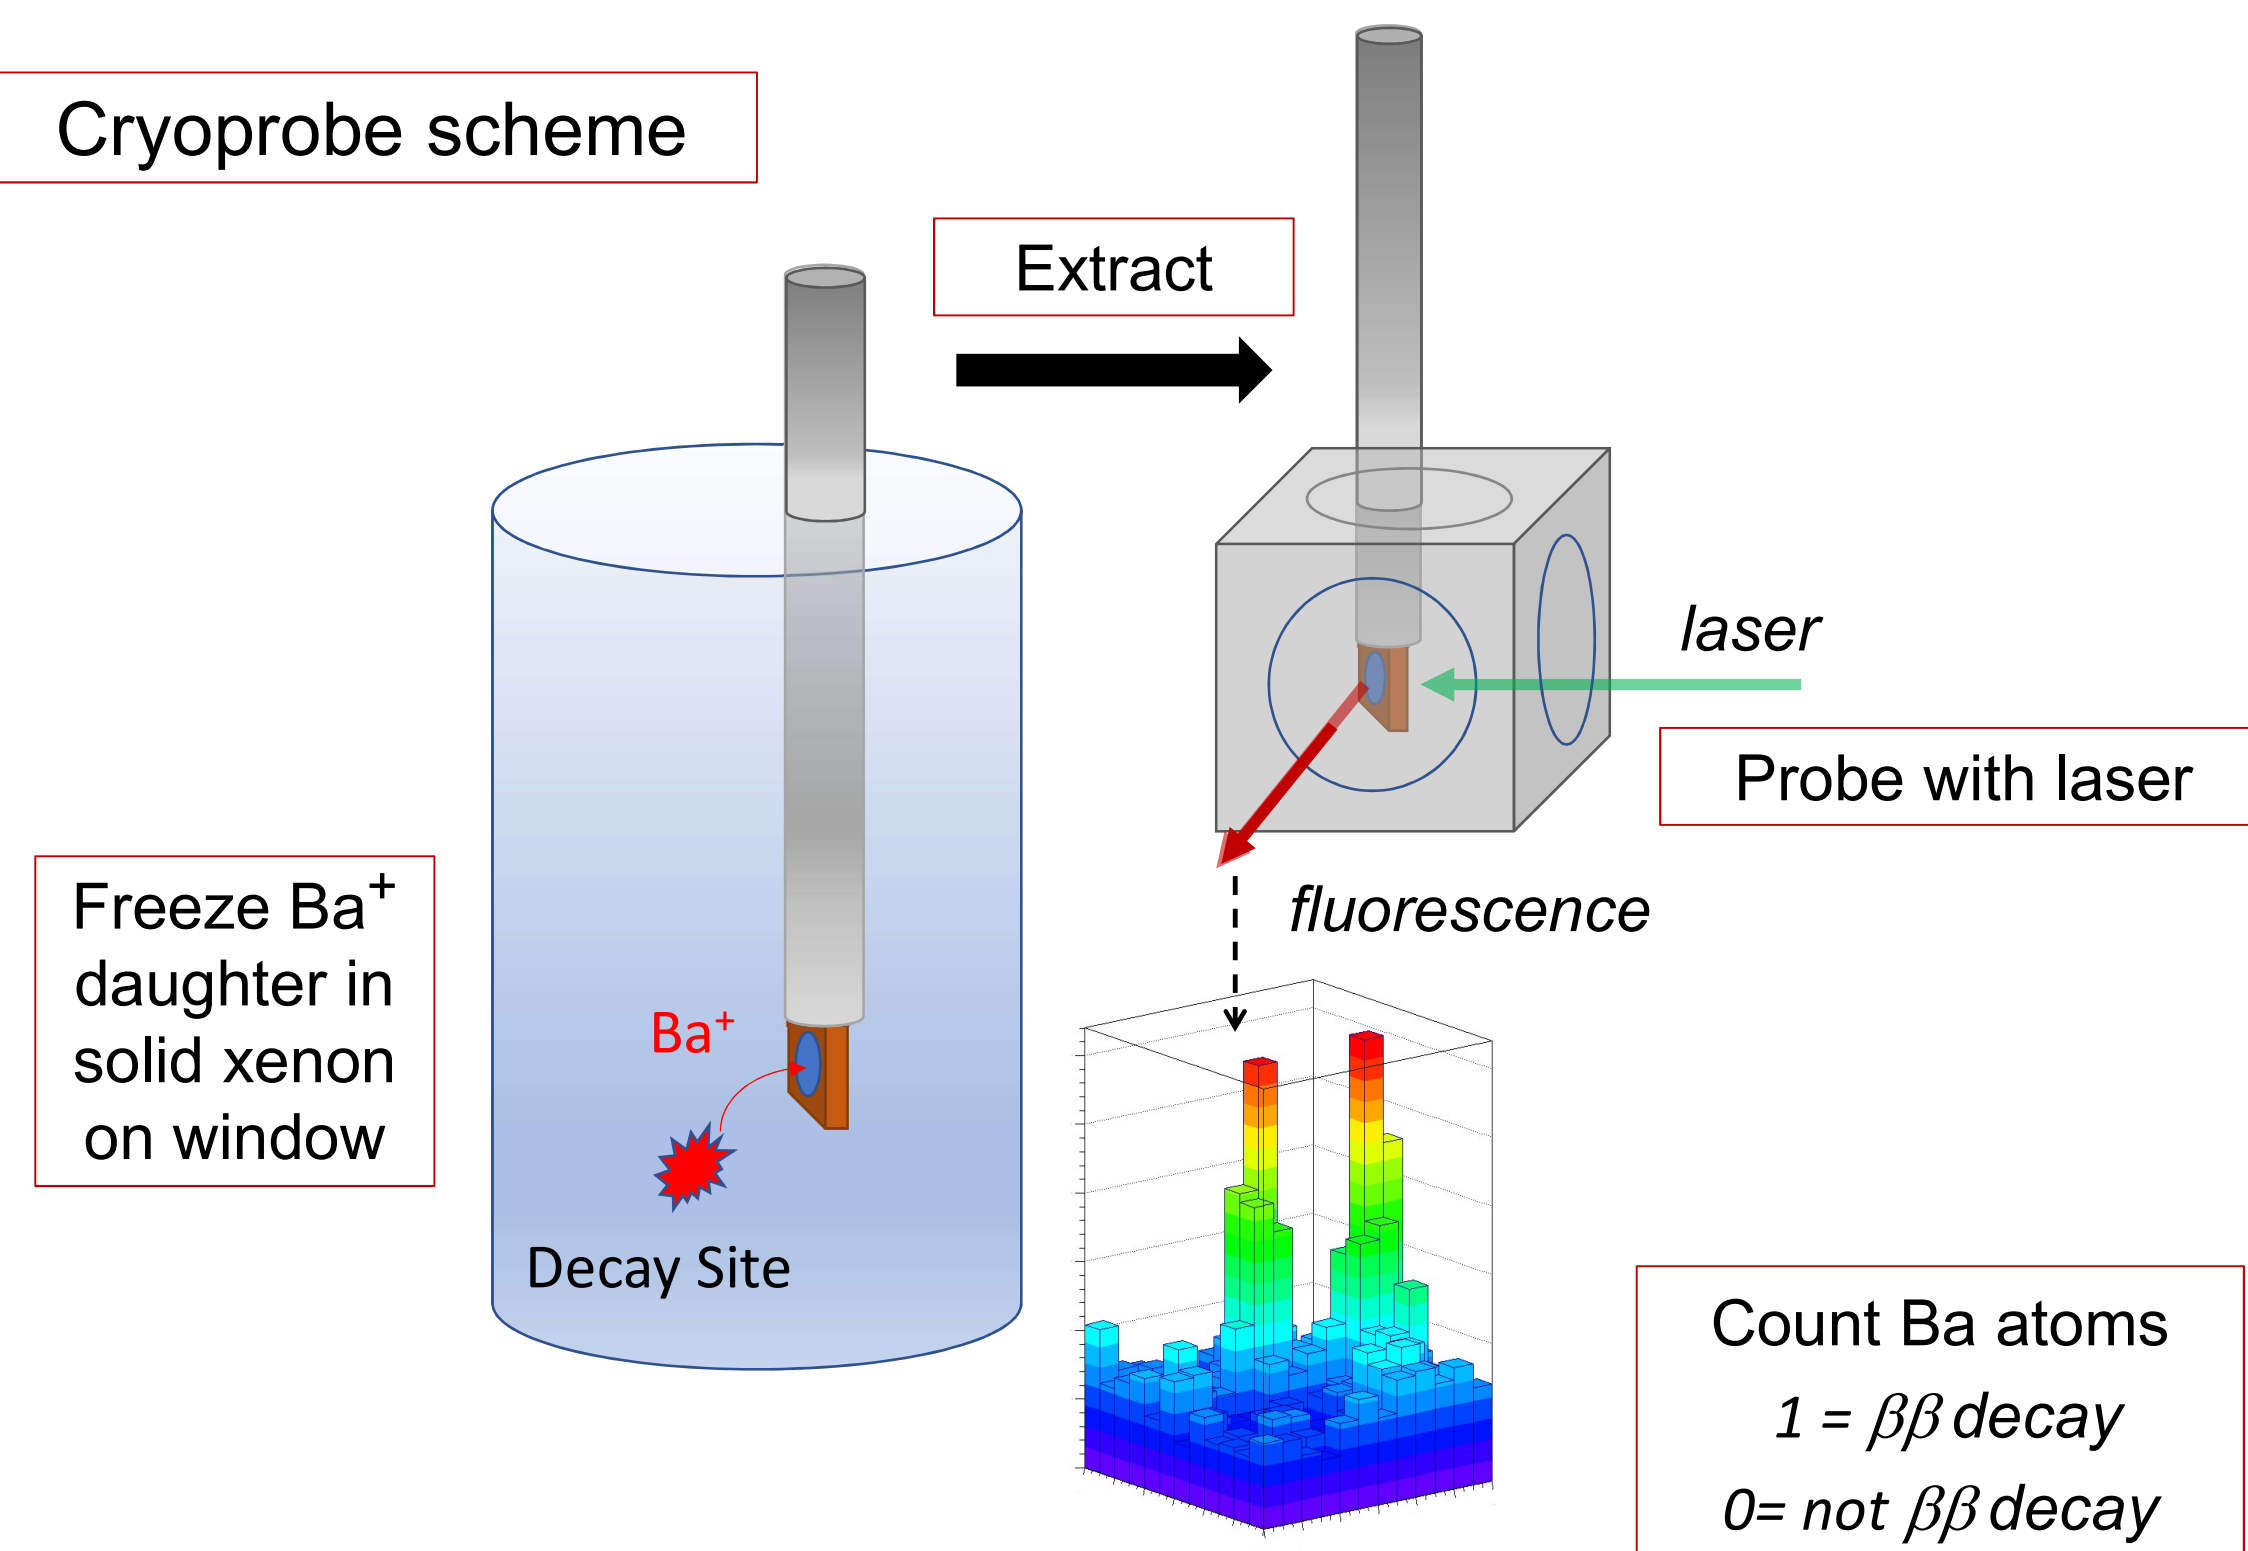 Cryoprobe scheme
Extract
laser
Probe with laser
Freeze Ba⁺
daughter in
solid xenon
on window
fluorescence
Ba⁺
Decay Site
Count Ba atoms
1 = ββ decay
0= not ββ decay